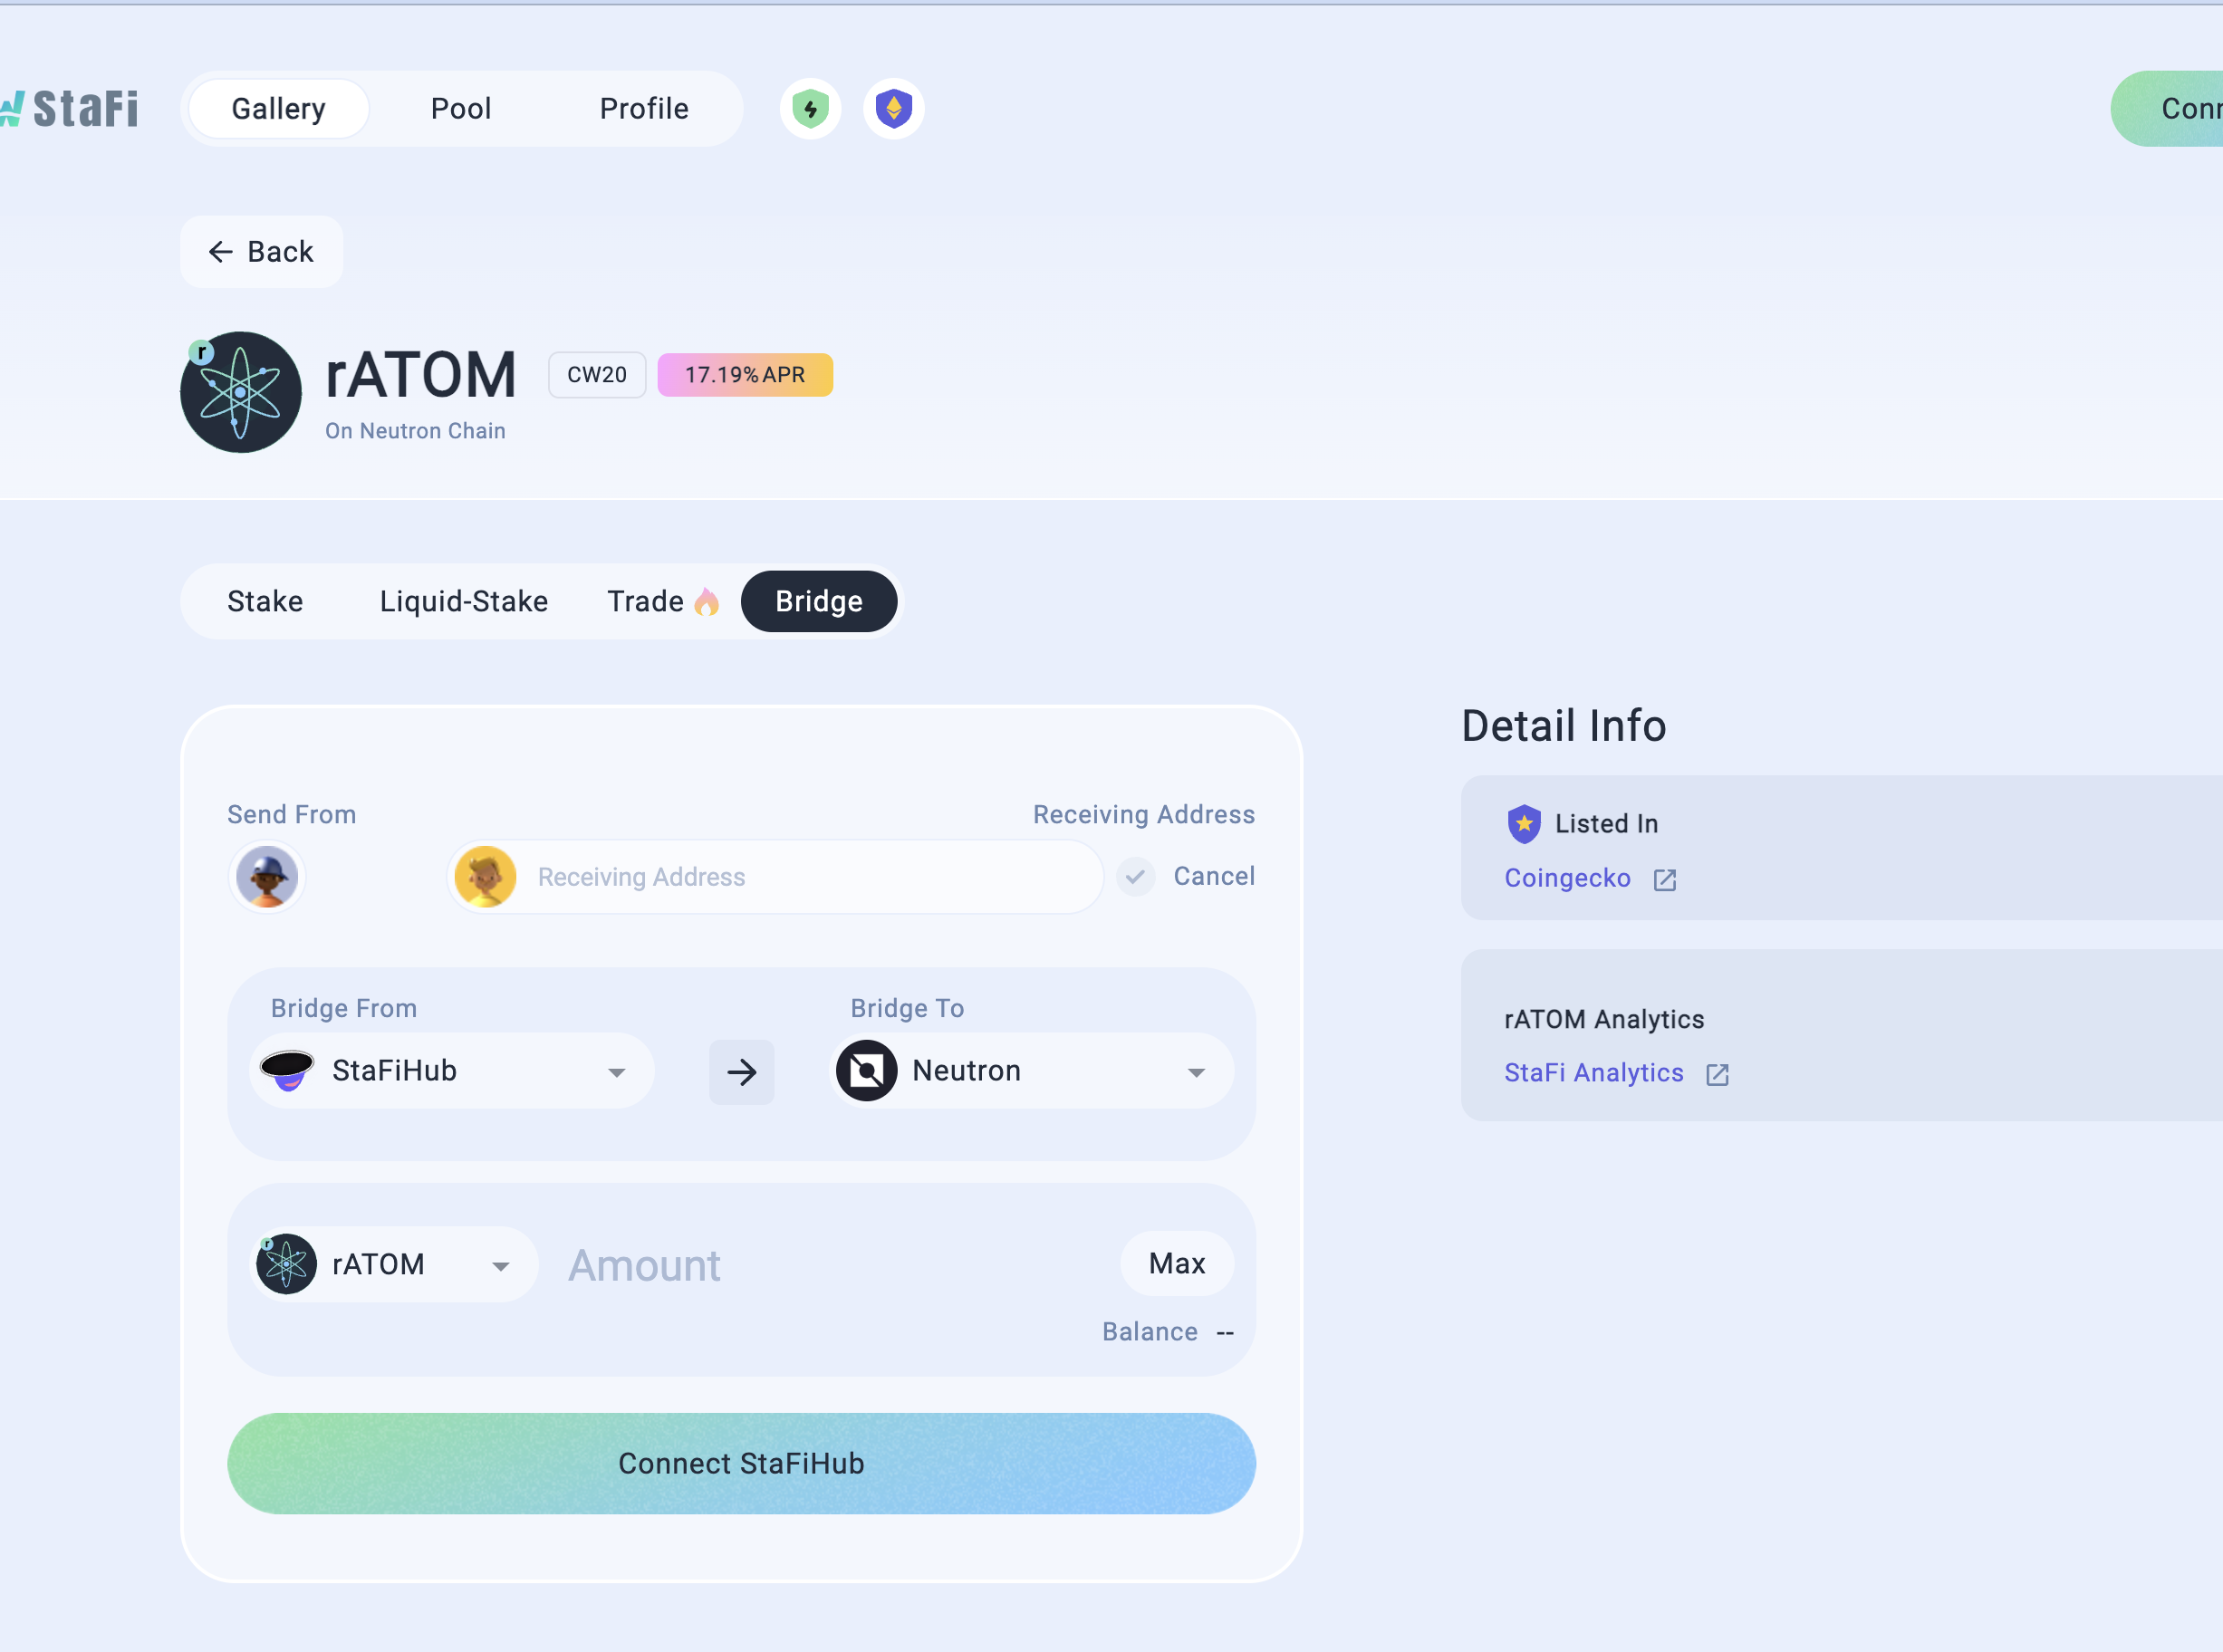 StaFi
Gallery
Pool
Profile
Back
r
rATOM
CW20
17.19% APR
On Neutron Chain
Stake
Liquid-Stake
Trade
Bridge
Send From
Receiving Address
Receiving Address
Cancel
Bridge From
Bridge To
StaFiHub
Neutron
r
rATOM
Amount
Max
Balance --
Connect StaFiHub
Detail Info
Listed In
Coingecko
rATOM Analytics
StaFi Analytics